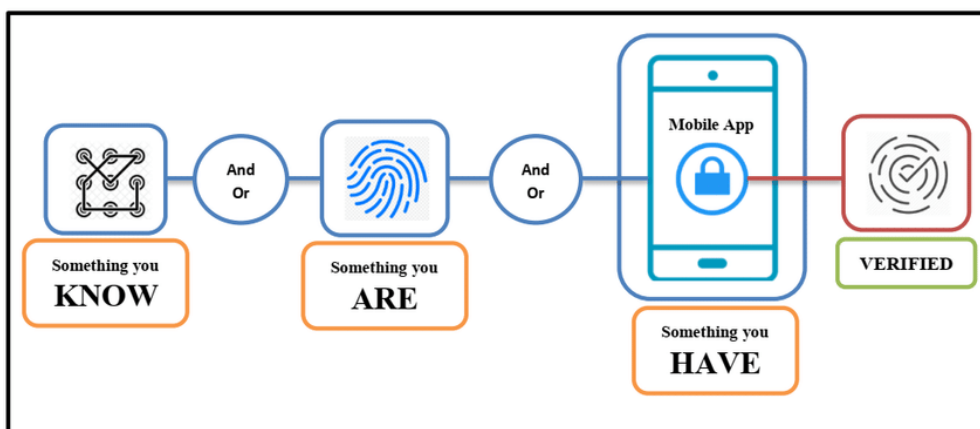 Something you
KNOW
And
Or
Something you
ARE
And
Or
Mobile App
Something you
HAVE
VERIFIED